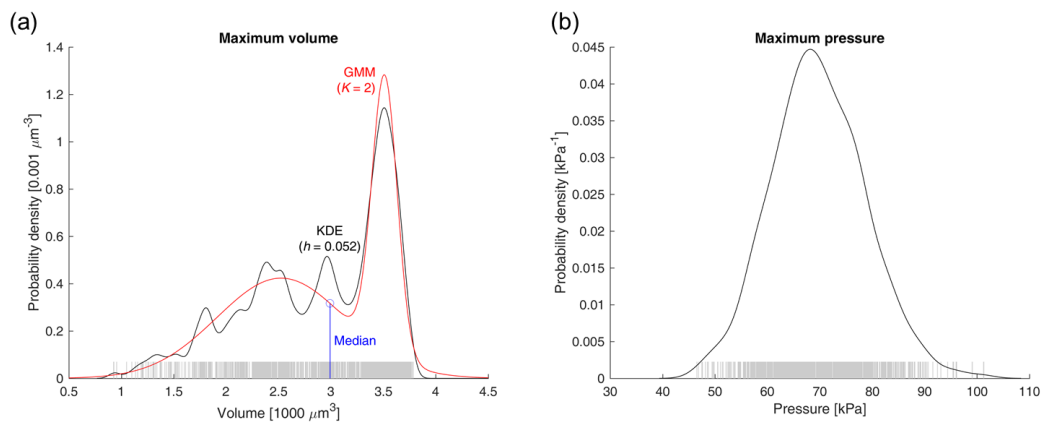 (a)
Maximum volume
1.4
1.2
1
0.8
0.6
0.4
0.2
0
Probability density [0.001 μm⁻³]
GMM
(K = 2)
KDE
(h = 0.052)
Median
0.5 1 1.5 2 2.5 3 3.5 4 4.5
Volume [1000 μm³]
(b)
Maximum pressure
0.045
0.04
0.035
0.03
0.025
0.02
0.015
0.01
0.005
0
Probability density [kPa⁻¹]
30 40 50 60 70 80 90 100 110
Pressure [kPa]